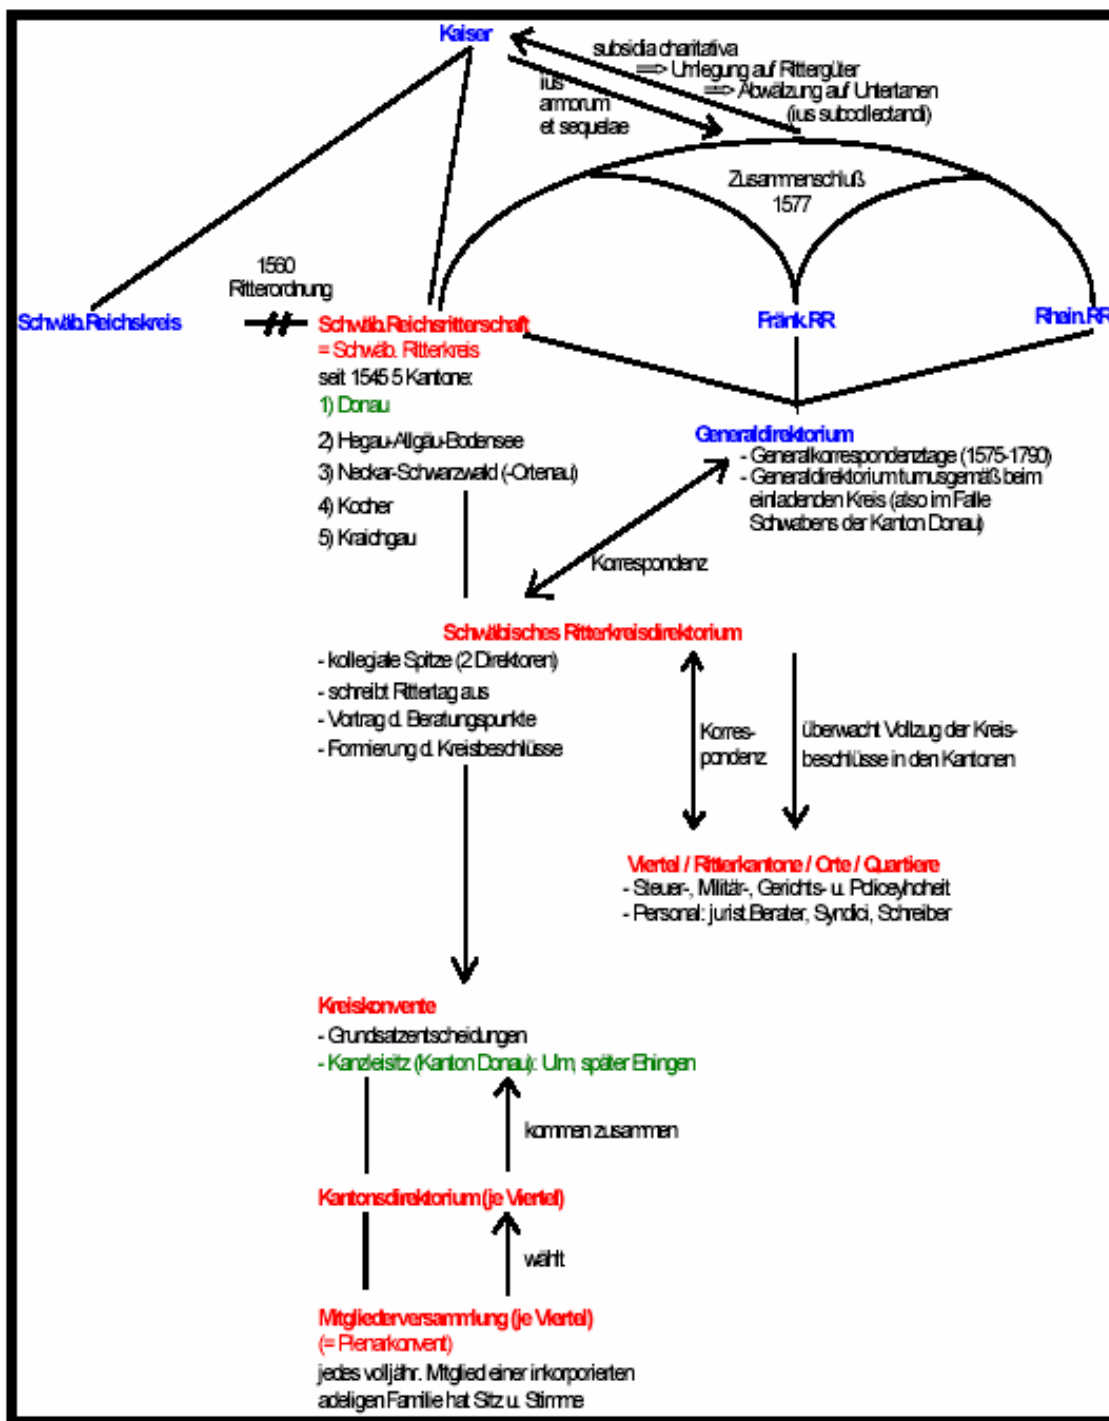 Kaiser
subsidia charitativa
==> Umlegung auf Rittergüter
==> Abwälzung auf Untertanen
(ius subcollectandi)
ius
armorum
et sequelae
Zusammenschluß
1577
1560
Ritterordnung
Schwäb.Reichskreis
Schwäb.Reichsritterschaft
Fränk.RR
Rhein.RR
= Schwäb. Ritterkreis
seit 1545 5 Kantone:
1) Donau
2) Hegau-Allgäu-Bodensee
3) Neckar-Schwarzwald (-Ortenau)
4) Kocher
5) Kraichgau
Generaldirektorium
- Generalkorrespondenztage (1575-1790)
- Generaldirektorium turnusgemäß beim
einladenden Kreis (also im Falle
Schwabens der Kanton Donau)
Korrespondenz
Schwäbisches Ritterkreisdirektorium
- kollegiale Spitze (2 Direktoren)
- schreibt Rittertag aus
- Vortrag d. Beratungspunkte
- Formierung d. Kreisbeschlüsse
Korres-
pondenz
überwacht Vollzug der Kreis-
beschlüsse in den Kantonen
Viertel / Ritterkantone / Orte / Quartiere
- Steuer-, Militär-, Gerichts- u. Policeyhoheit
- Personal: jurist.Berater, Syndici, Schreiber
Kreiskonvente
- Grundsatzentscheidungen
- Kanzleisitz (Kanton Donau): Ulm, später Ehingen
kommen zusammen
Kantonsdirektorium (je Viertel)
wählt
Mitgliederversammlung (je Viertel)
(= Plenarkonvent)
jedes volljähr. Mitglied einer inkorporierten
adeligen Familie hat Sitz u. Stimme